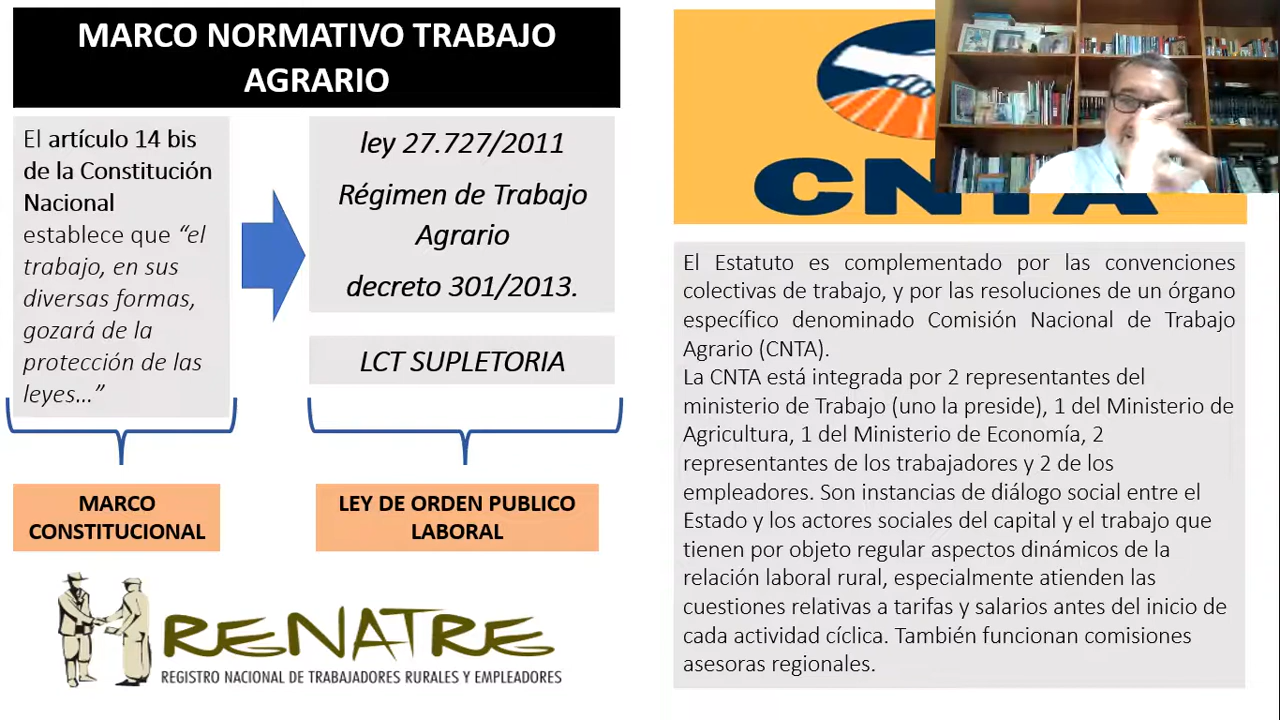 MARCO NORMATIVO TRABAJO
AGRARIO
El artículo 14 bis
de la Constitución
Nacional
establece que “el
trabajo, en sus
diversas formas,
gozará de la
protección de las
leyes…”
ley 27.727/2011
Régimen de Trabajo
Agrario
decreto 301/2013.
LCT SUPLETORIA
MARCO
CONSTITUCIONAL
LEY DE ORDEN PUBLICO
LABORAL
RENATRE
REGISTRO NACIONAL DE TRABAJADORES RURALES Y EMPLEADORES
CNTA
El Estatuto es complementado por las convenciones
colectivas de trabajo, y por las resoluciones de un órgano
específico denominado Comisión Nacional de Trabajo
Agrario (CNTA).
La CNTA está integrada por 2 representantes del
ministerio de Trabajo (uno la preside), 1 del Ministerio de
Agricultura, 1 del Ministerio de Economía, 2
representantes de los trabajadores y 2 de los
empleadores. Son instancias de diálogo social entre el
Estado y los actores sociales del capital y el trabajo que
tienen por objeto regular aspectos dinámicos de la
relación laboral rural, especialmente atienden las
cuestiones relativas a tarifas y salarios antes del inicio de
cada actividad cíclica. También funcionan comisiones
asesoras regionales.